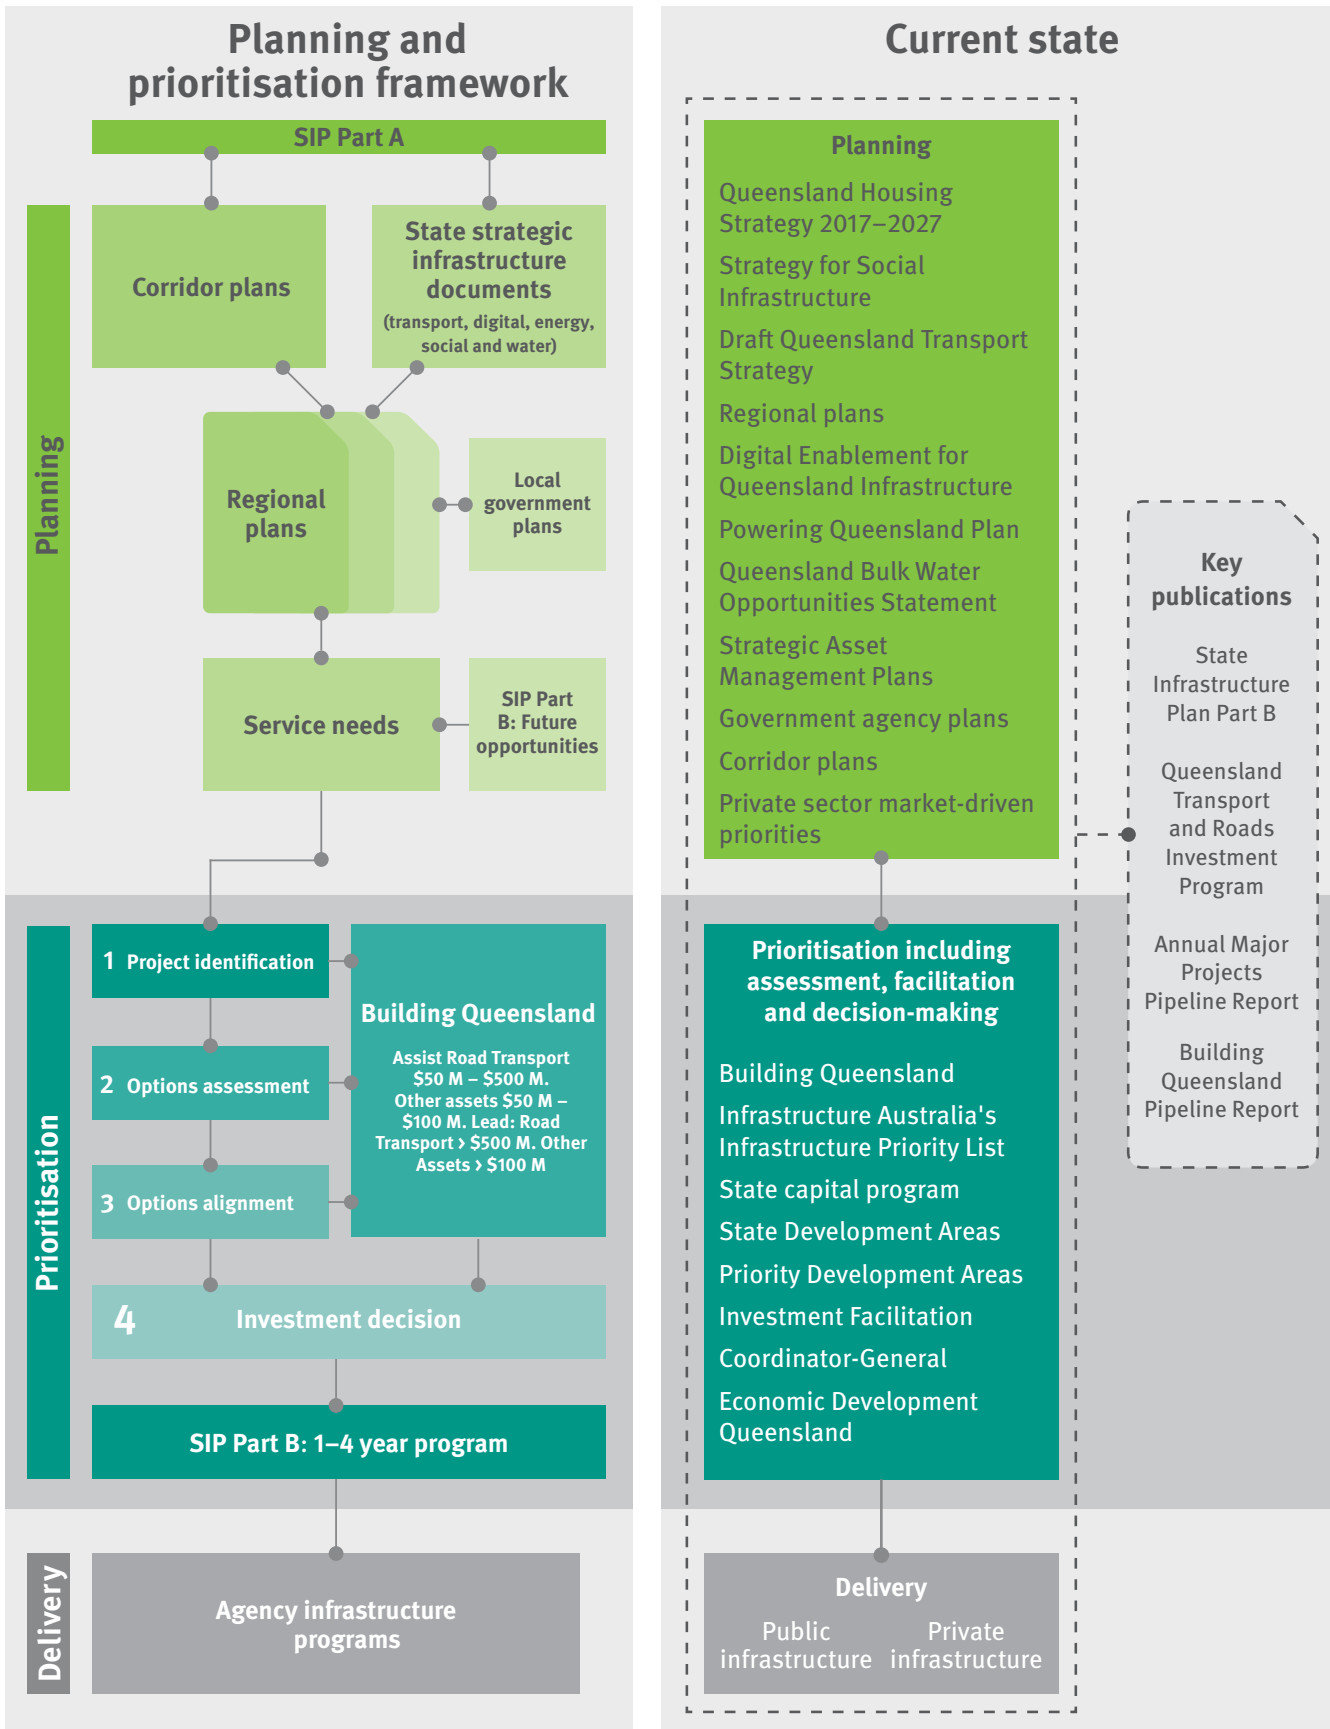 Planning and
prioritisation framework
SIP Part A
Planning
Corridor plans
State strategic
infrastructure
documents
(transport, digital, energy,
social and water)
Regional
plans
Local
government
plans
Service needs
SIP Part
B: Future
opportunities
Prioritisation
1 Project identification
2 Options assessment
3 Options alignment
Building Queensland
Assist Road Transport
$50 M – $500 M.
Other assets $50 M –
$100 M. Lead: Road
Transport › $500 M. Other
Assets › $100 M
4 Investment decision
SIP Part B: 1–4 year program
Delivery
Agency infrastructure
programs
Current state
Planning
Queensland Housing
Strategy 2017–2027
Strategy for Social
Infrastructure
Draft Queensland Transport
Strategy
Regional plans
Digital Enablement for
Queensland Infrastructure
Powering Queensland Plan
Queensland Bulk Water
Opportunities Statement
Strategic Asset
Management Plans
Government agency plans
Corridor plans
Private sector market-driven
priorities
Prioritisation including
assessment, facilitation
and decision-making
Building Queensland
Infrastructure Australia's
Infrastructure Priority List
State capital program
State Development Areas
Priority Development Areas
Investment Facilitation
Coordinator-General
Economic Development
Queensland
Delivery
Public
infrastructure
Private
infrastructure
Key
publications
State
Infrastructure
Plan Part B
Queensland
Transport
and Roads
Investment
Program
Annual Major
Projects
Pipeline Report
Building
Queensland
Pipeline Report